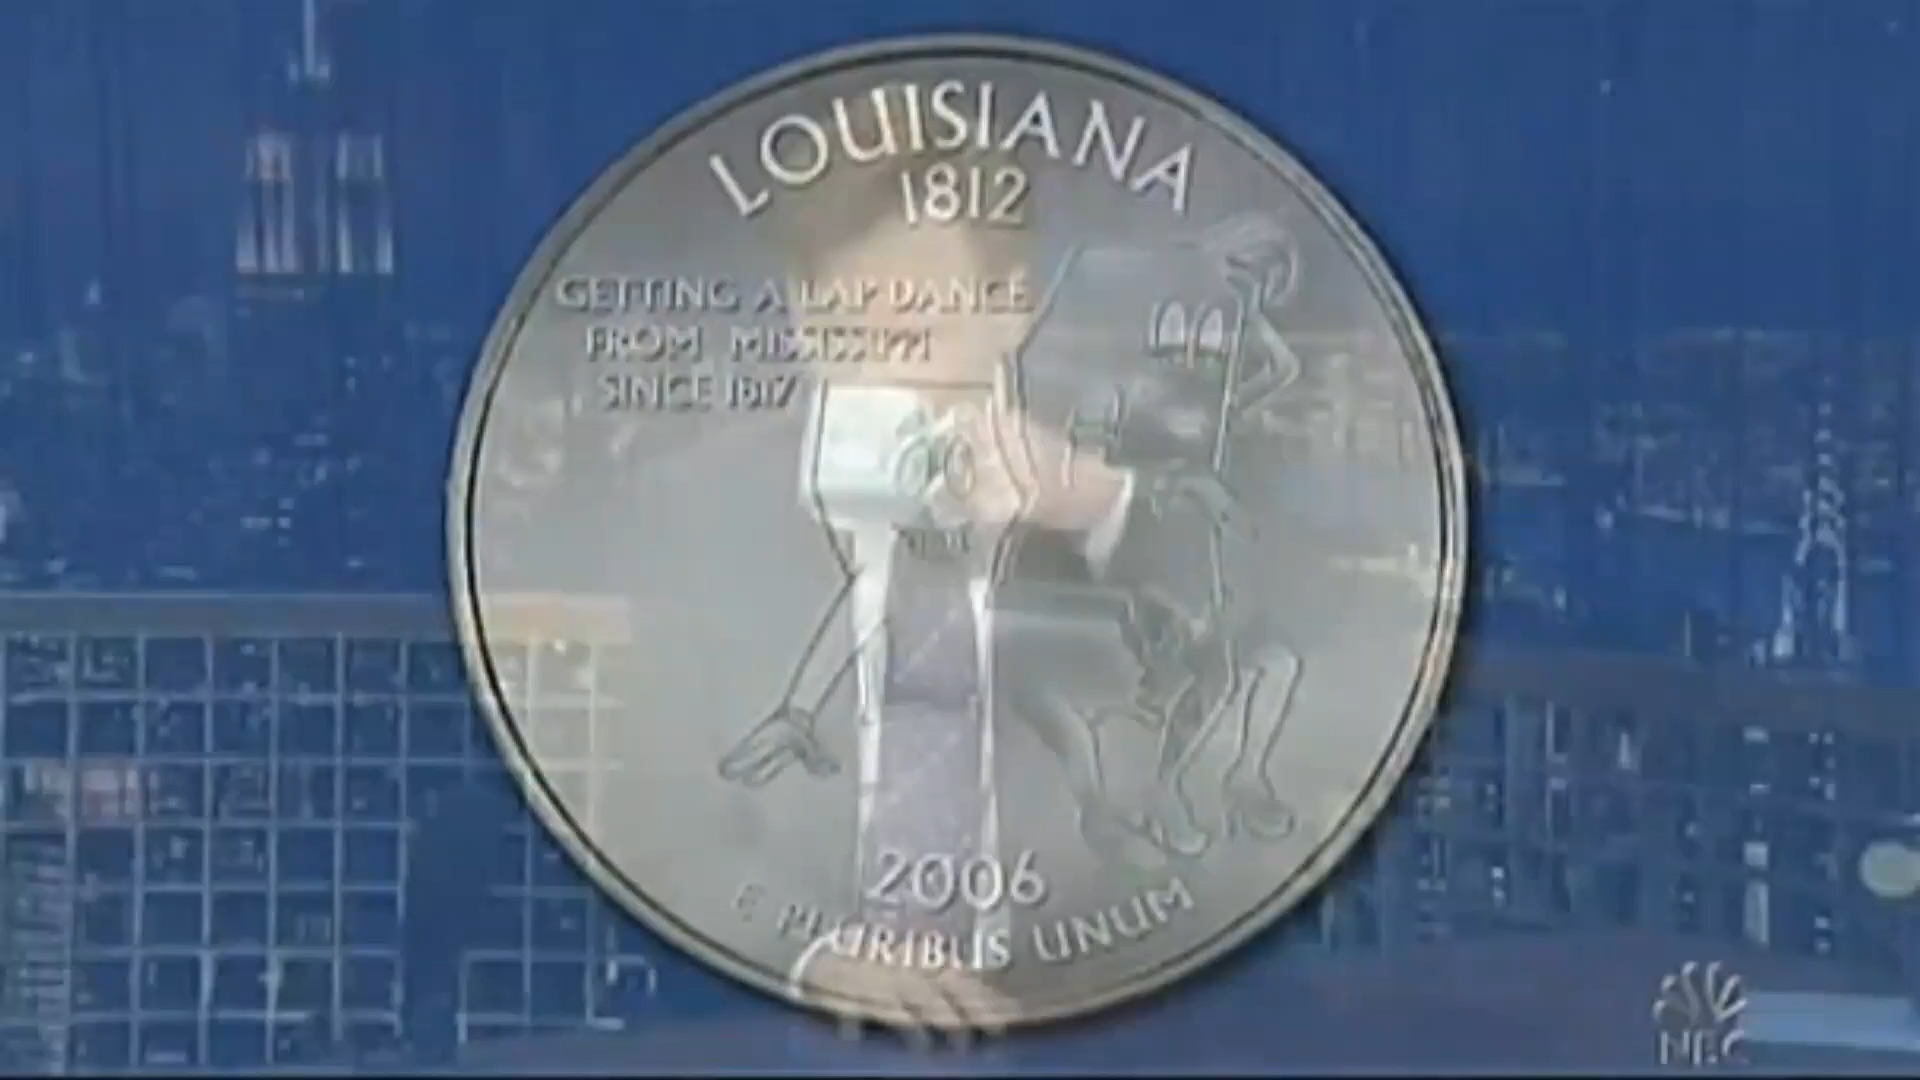 LOUISIANA
1812
GETTING A LAP DANCE
FROM MISSISSIPPI
SINCE 1817
2006
E PLURIBUS UNUM
NBC